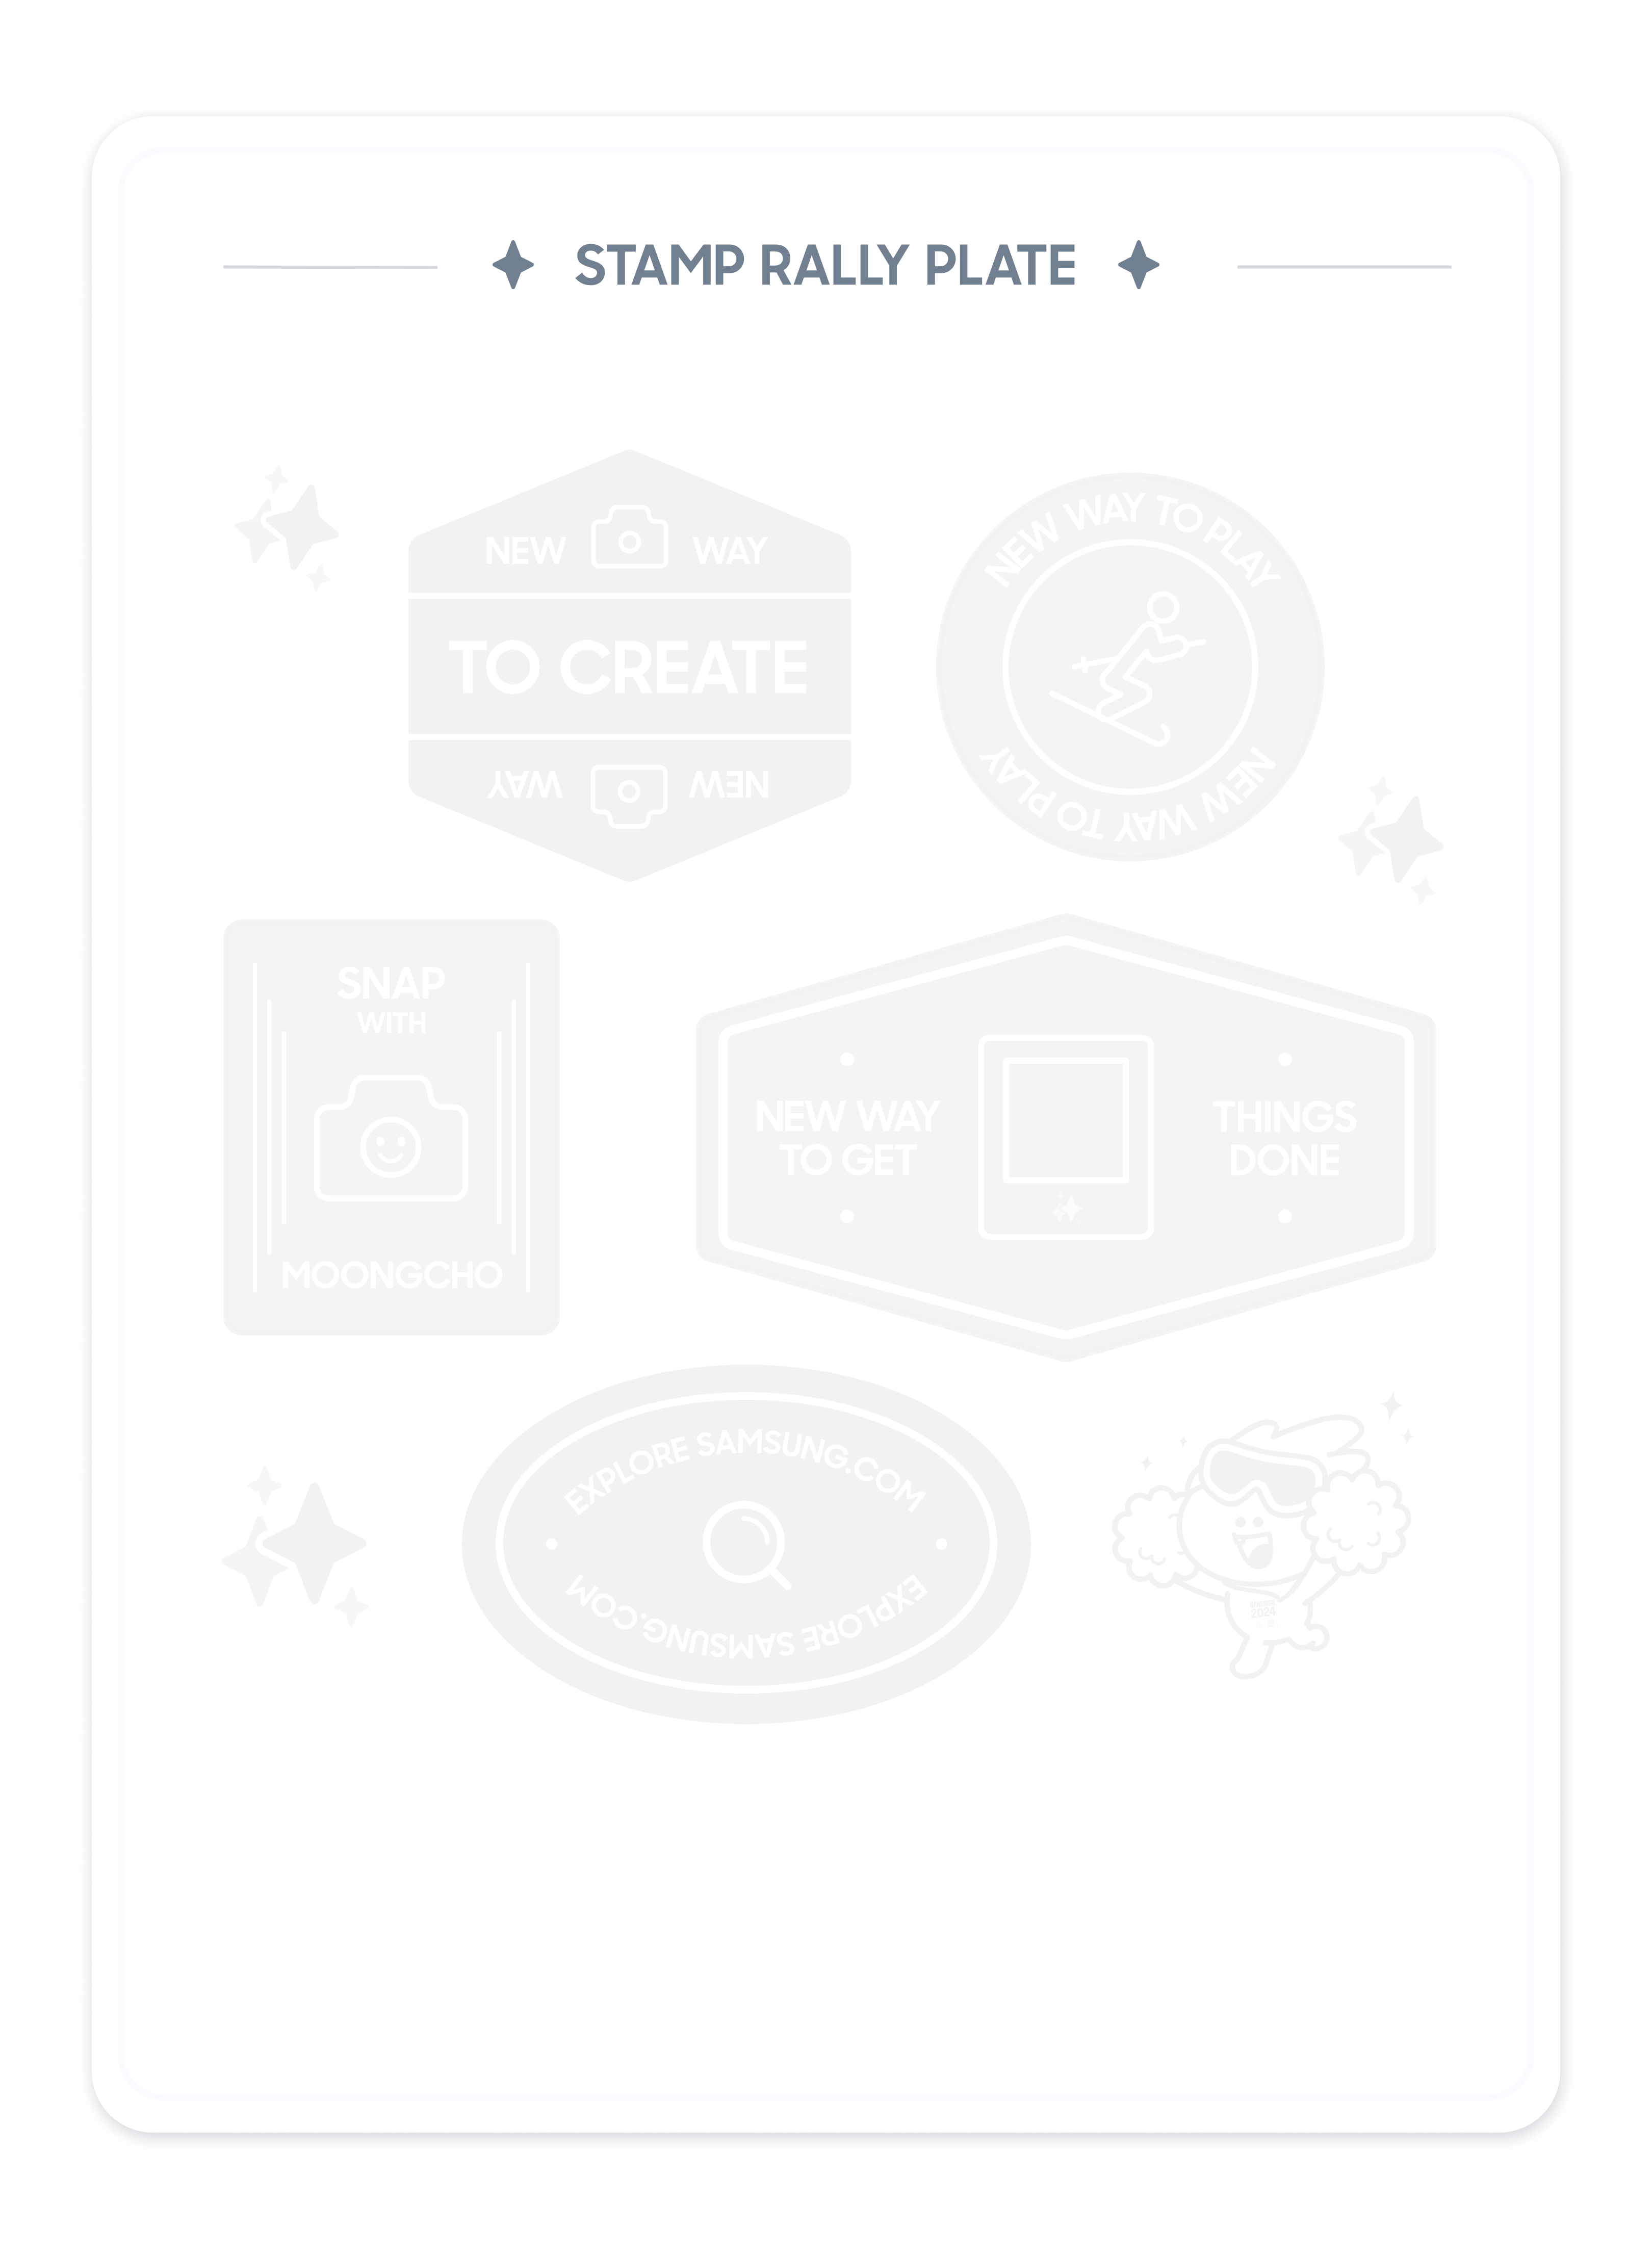 STAMP RALLY PLATE
NEW WAY
TO CREATE
NEW WAY
NEW WAY TO PLAY
NEW WAY TO PLAY
SNAP
WITH
MOONGCHO
NEW WAY
TO GET
THINGS
DONE
EXPLORE SAMSUNG.COM
EXPLORE SAMSUNG.COM
2024